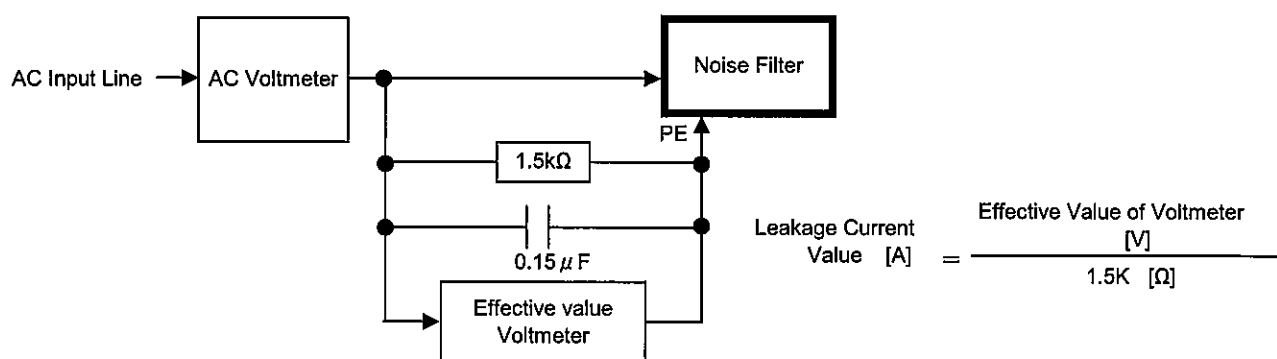 AC Input Line
AC Voltmeter
Noise Filter
PE
1.5kΩ
0.15 μ F
Effective value
Voltmeter
Leakage Current
Value [A]
=
Effective Value of Voltmeter
[V]
1.5K [Ω]